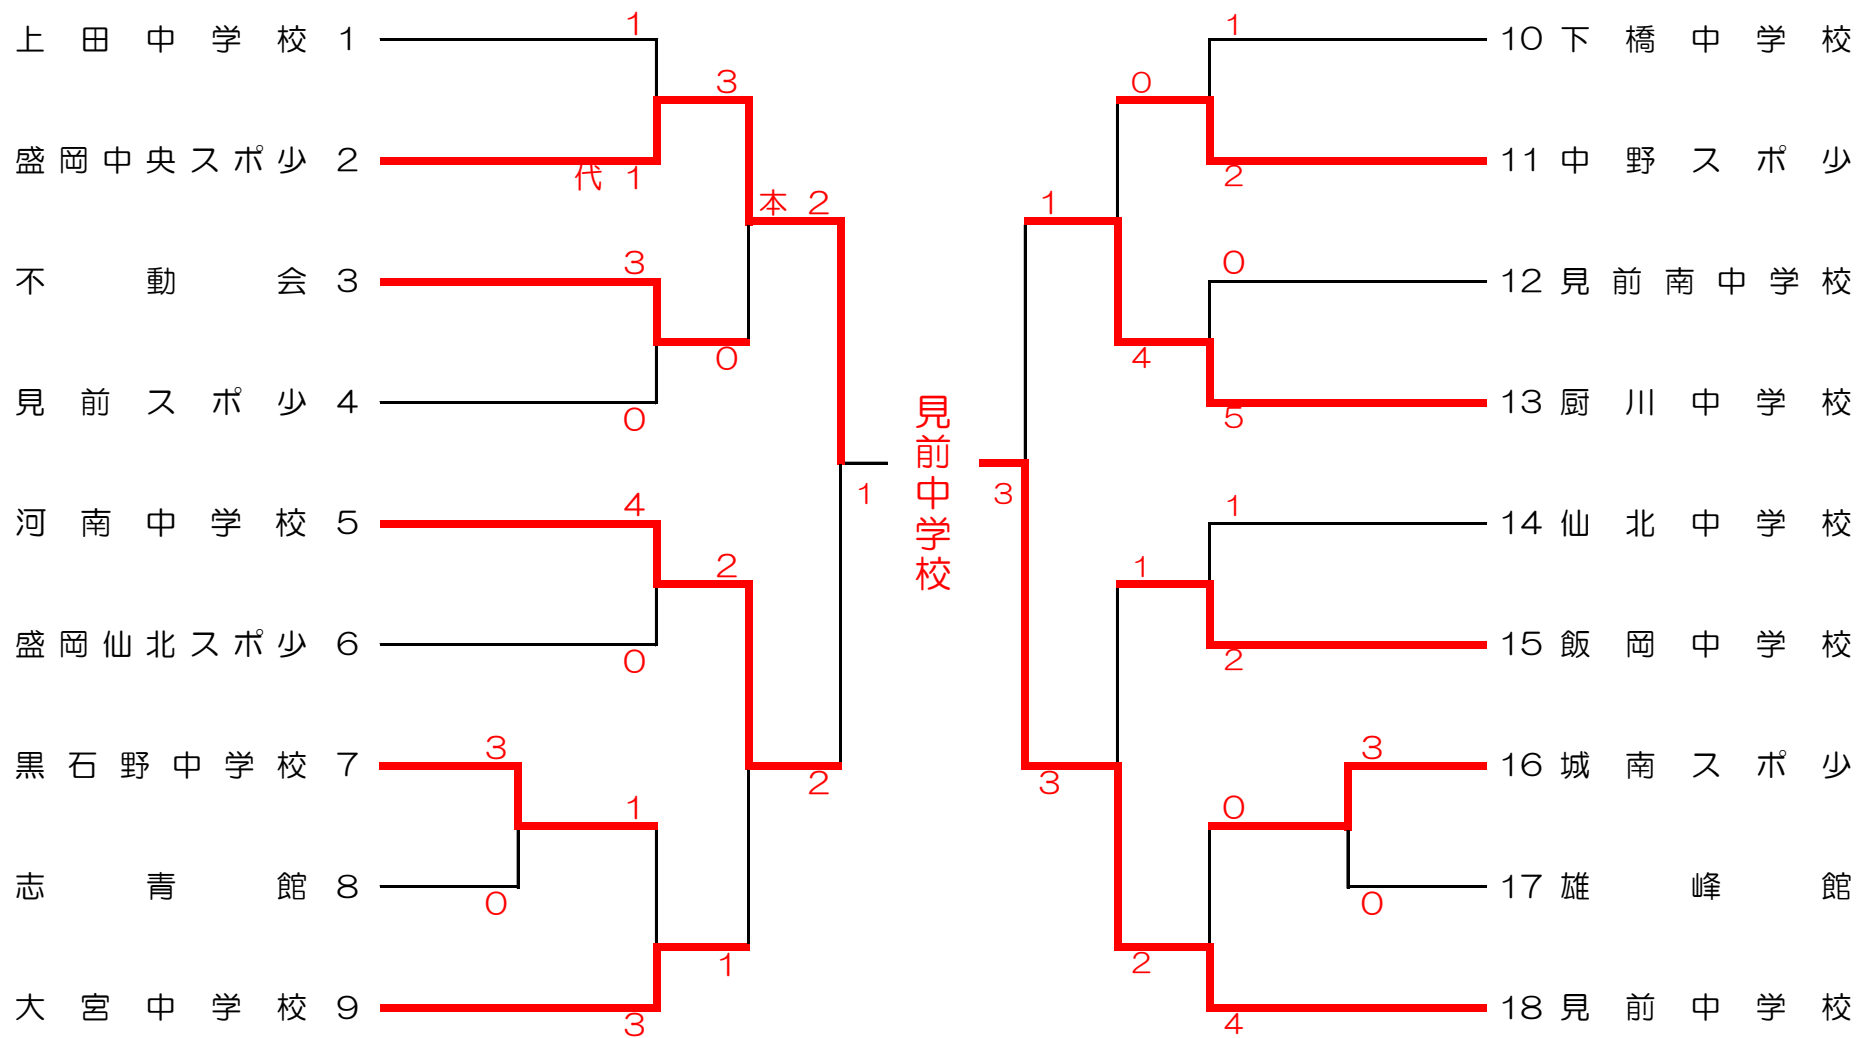 上田中学校 1
1
3
盛岡中央スポ少 2
代 1
本 2
不動会 3
3
0
見前スポ少 4
0
1
河南中学校 5
4
2
盛岡仙北スポ少 6
0
2
黒石野中学校 7
3
1
志青館 8
0
1
大宮中学校 9
3
見前中学校
10 下橋中学校
1
0
11 中野スポ少
2
1
12 見前南中学校
0
4
13 厨川中学校
5
3
14 仙北中学校
1
1
15 飯岡中学校
2
3
16 城南スポ少
3
0
17 雄峰館
0
2
18 見前中学校
4